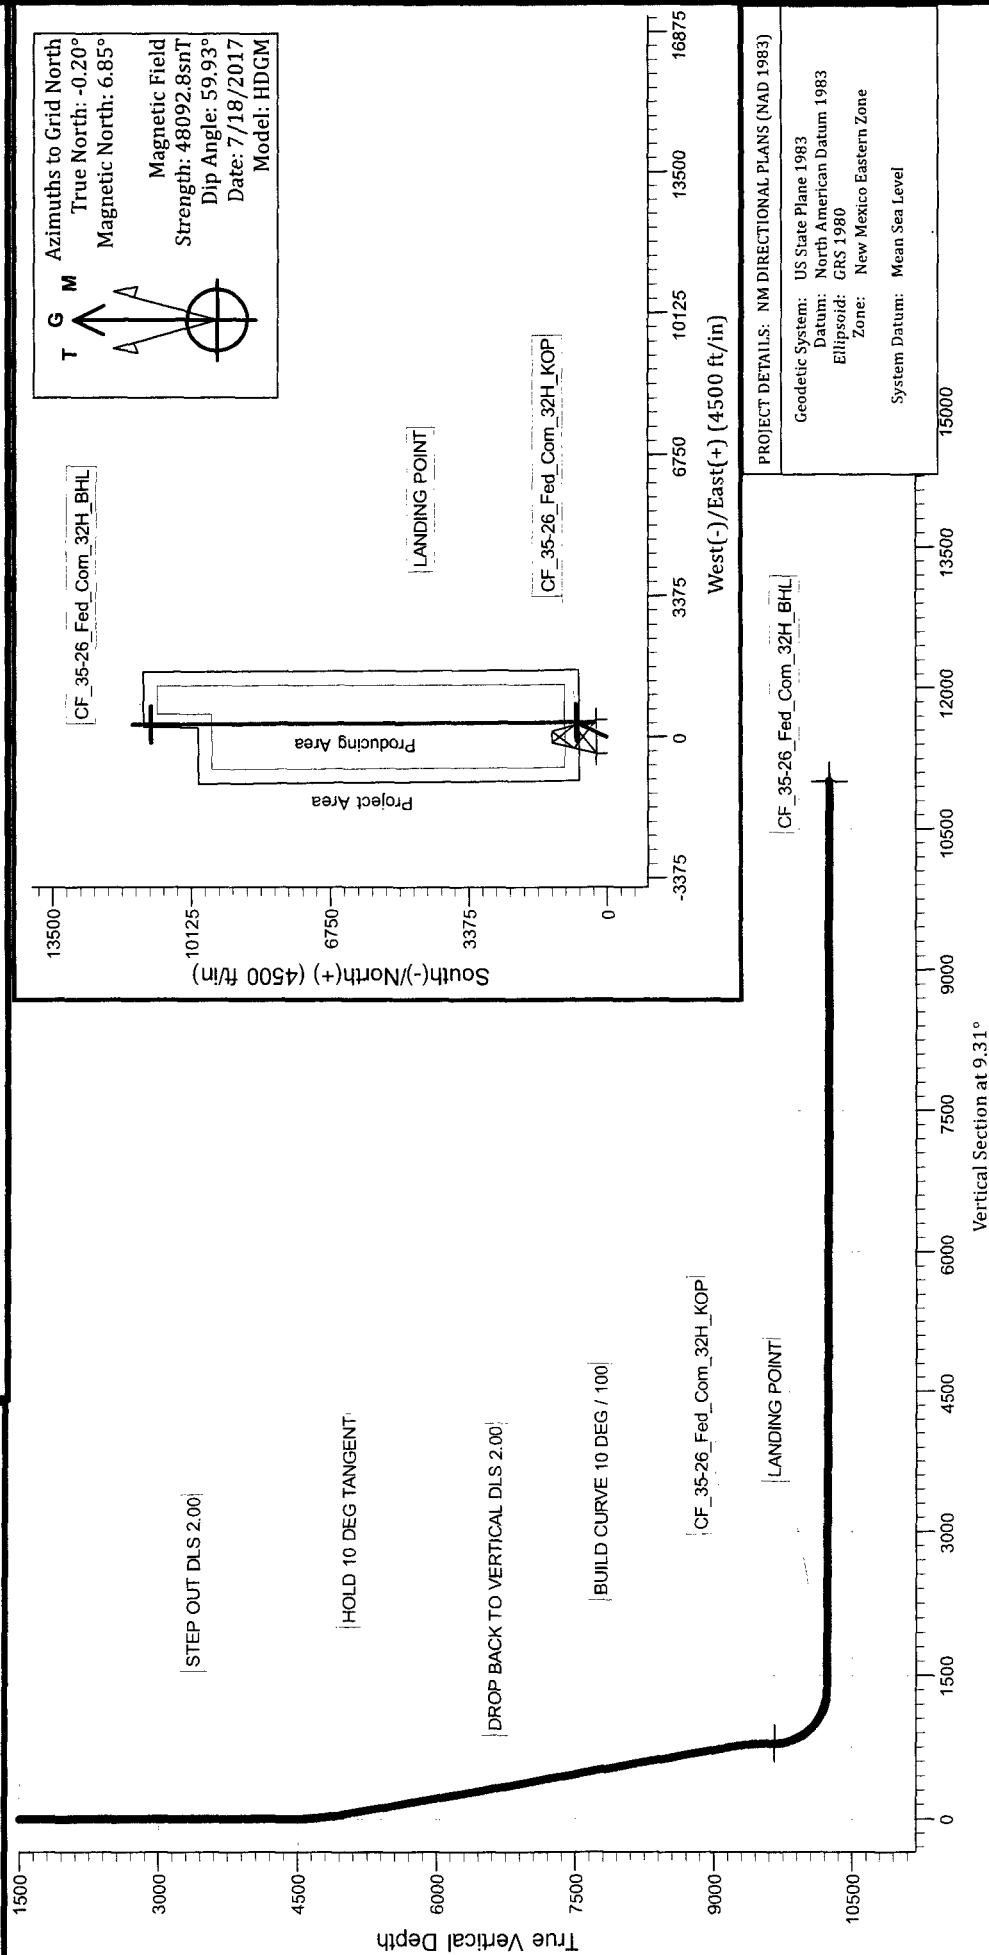 T G M
Azimuths to Grid North
True North: -0.20°
Magnetic North: 6.85°
Magnetic Field
Strength: 48092.8snT
Dip Angle: 59.93°
Date: 7/18/2017
Model: HDGM
CF_35-26_Fed_Com_32H_BHL
LANDING POINT
CF_35-26_Fed_Com_32H_KOP
Project Area
Producing Area
South(-)/North(+) (4500 ft/in)
13500
10125
6750
3375
0
-3375
0
3375
6750
10125
13500
16875
West(-)/East(+) (4500 ft/in)
PROJECT DETAILS: NM DIRECTIONAL PLANS (NAD 1983)
Geodetic System: US State Plane 1983
Datum: North American Datum 1983
Ellipsoid: GRS 1980
Zone: New Mexico Eastern Zone
System Datum: Mean Sea Level
STEP OUT DLS 2.00
HOLD 10 DEG TANGENT
DROP BACK TO VERTICAL DLS 2.00
BUILD CURVE 10 DEG / 100
CF_35-26_Fed_Com_32H_KOP
LANDING POINT
CF_35-26_Fed_Com_32H_BHL
True Vertical Depth
1500
3000
4500
6000
7500
9000
10500
0
1500
3000
4500
6000
7500
9000
10500
12000
13500
15000
Vertical Section at 9.31°